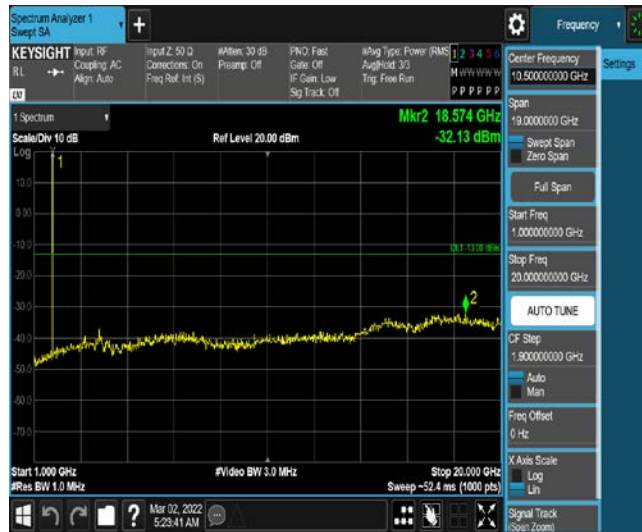 Spectrum Analyzer 1
Swept SA
+
Frequency
KEYSIGHT
RL
LXI
Input: RF
Coupling: AC
Align: Auto
Input Z: 50 Ω
Corrections: On
Freq Ref: Int (S)
#Atten: 30 dB
Preamp: Off
PNO: Fast
Gate: Off
IF Gain: Low
Sig Track: Off
#Avg Type: Power (RMS
Avg|Hold: 3/3
Trig: Free Run
1 2 3 4 5 6
M W W W W W
P P P P P P
Center Frequency
10.500000000 GHz
Settings
Span
19.0000000 GHz
Swept Span
Zero Span
Full Span
Start Freq
1.000000000 GHz
Stop Freq
20.000000000 GHz
AUTO TUNE
CF Step
1.900000000 GHz
Auto
Man
Freq Offset
0 Hz
X Axis Scale
Log
Lin
Signal Track
(Span Zoom)
1 Spectrum
Scale/Div 10 dB
Log
Ref Level 20.00 dBm
Mkr2 18.574 GHz
-32.13 dBm
1
10.0
0.00
-10.0
DL1 -13.00 dBm
-20.0
2
-30.0
-40.0
-50.0
-60.0
-70.0
Start 1.000 GHz
#Video BW 3.0 MHz
Stop 20.000 GHz
#Res BW 1.0 MHz
Sweep ~52.4 ms (1000 pts)
?
Mar 02, 2022
5:23:41 AM